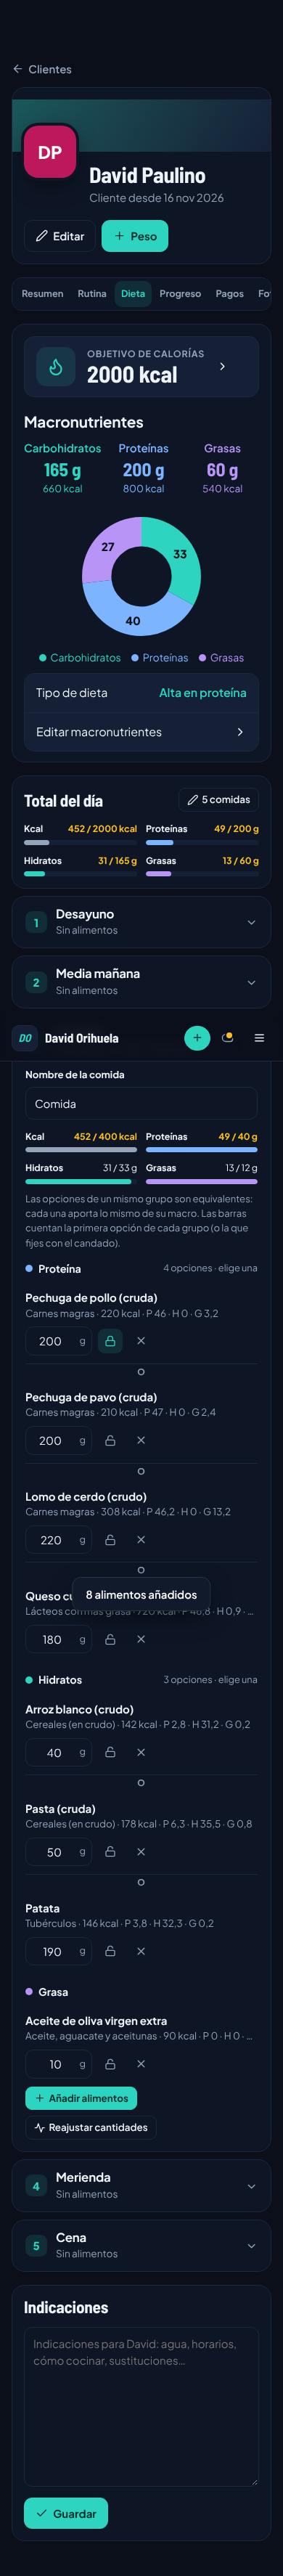 Clientes
DP
David Paulino
Cliente desde 16 nov 2026
Editar
Peso
Resumen Rutina Dieta Progreso Pagos
OBJETIVO DE CALORÍAS
2000 kcal
Macronutrientes
Carbohidratos Proteínas Grasas
165 g 200 g 60 g
660 kcal 800 kcal 540 kcal
27 33
40
Carbohidratos Proteínas Grasas
Tipo de dieta Alta en proteína
Editar macronutrientes
Total del día 5 comidas
Kcal 452 / 2000 kcal Proteínas 49 / 200 g
Hidratos 31 / 165 g Grasas 13 / 60 g
1 Desayuno
Sin alimentos
2 Media mañana
Sin alimentos
DO David Orihuela
Nombre de la comida
Comida
Kcal 452 / 400 kcal Proteínas 49 / 40 g
Hidratos 31 / 33 g Grasas 13 / 12 g
Las opciones de un mismo grupo son equivalentes:
cada una aporta lo mismo de su macro. Las barras
cuentan la primera opción de cada grupo (o la que
fijes con el candado).
Proteína 4 opciones · elige una
Pechuga de pollo (cruda)
Carnes magras · 220 kcal · P 46 · H 0 · G 3,2
200 g
O
Pechuga de pavo (cruda)
Carnes magras · 210 kcal · P 47 · H 0 · G 2,4
200 g
O
Lomo de cerdo (crudo)
Carnes magras · 308 kcal · P 46,2 · H 0 · G 13,2
220 g
O
8 alimentos añadidos
Queso
Lácteos H 0,9 · ...
180 g
Hidratos 3 opciones · elige una
Arroz blanco (crudo)
Cereales (en crudo) · 142 kcal · P 2,8 · H 31,2 · G 0,2
40 g
O
Pasta (cruda)
Cereales (en crudo) · 178 kcal · P 6,3 · H 35,5 · G 0,8
50 g
O
Patata
Tubérculos · 146 kcal · P 3,8 · H 32,3 · G 0,2
190 g
Grasa
Aceite de oliva virgen extra
Aceite, aguacate y aceitunas · 90 kcal · P 0 · H 0 · ...
10 g
Añadir alimentos
Reajustar cantidades
4 Merienda
Sin alimentos
5 Cena
Sin alimentos
Indicaciones
Indicaciones para David: agua, horarios,
cómo cocinar, sustituciones...
Guardar